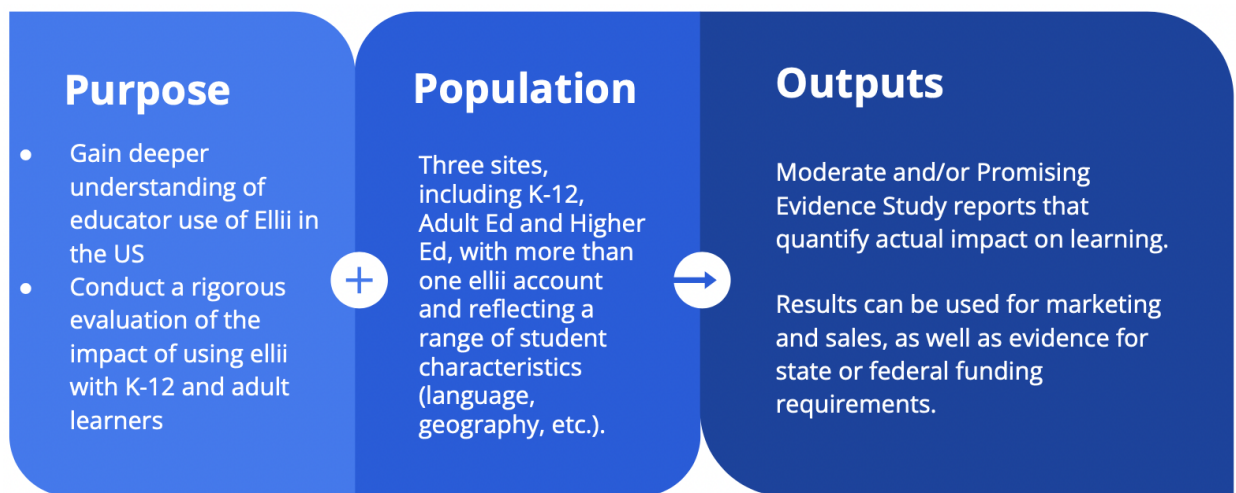 Purpose
● Gain deeper
understanding of
educator use of Ellii in
the US
● Conduct a rigorous
evaluation of the
impact of using ellii
with K-12 and adult
learners
+
Population
Three sites,
including K-12,
Adult Ed and Higher
Ed, with more than
one ellii account
and reflecting a
range of student
characteristics
(language,
geography, etc.).
Outputs
Moderate and/or Promising
Evidence Study reports that
quantify actual impact on learning.
Results can be used for marketing
and sales, as well as evidence for
state or federal funding
requirements.